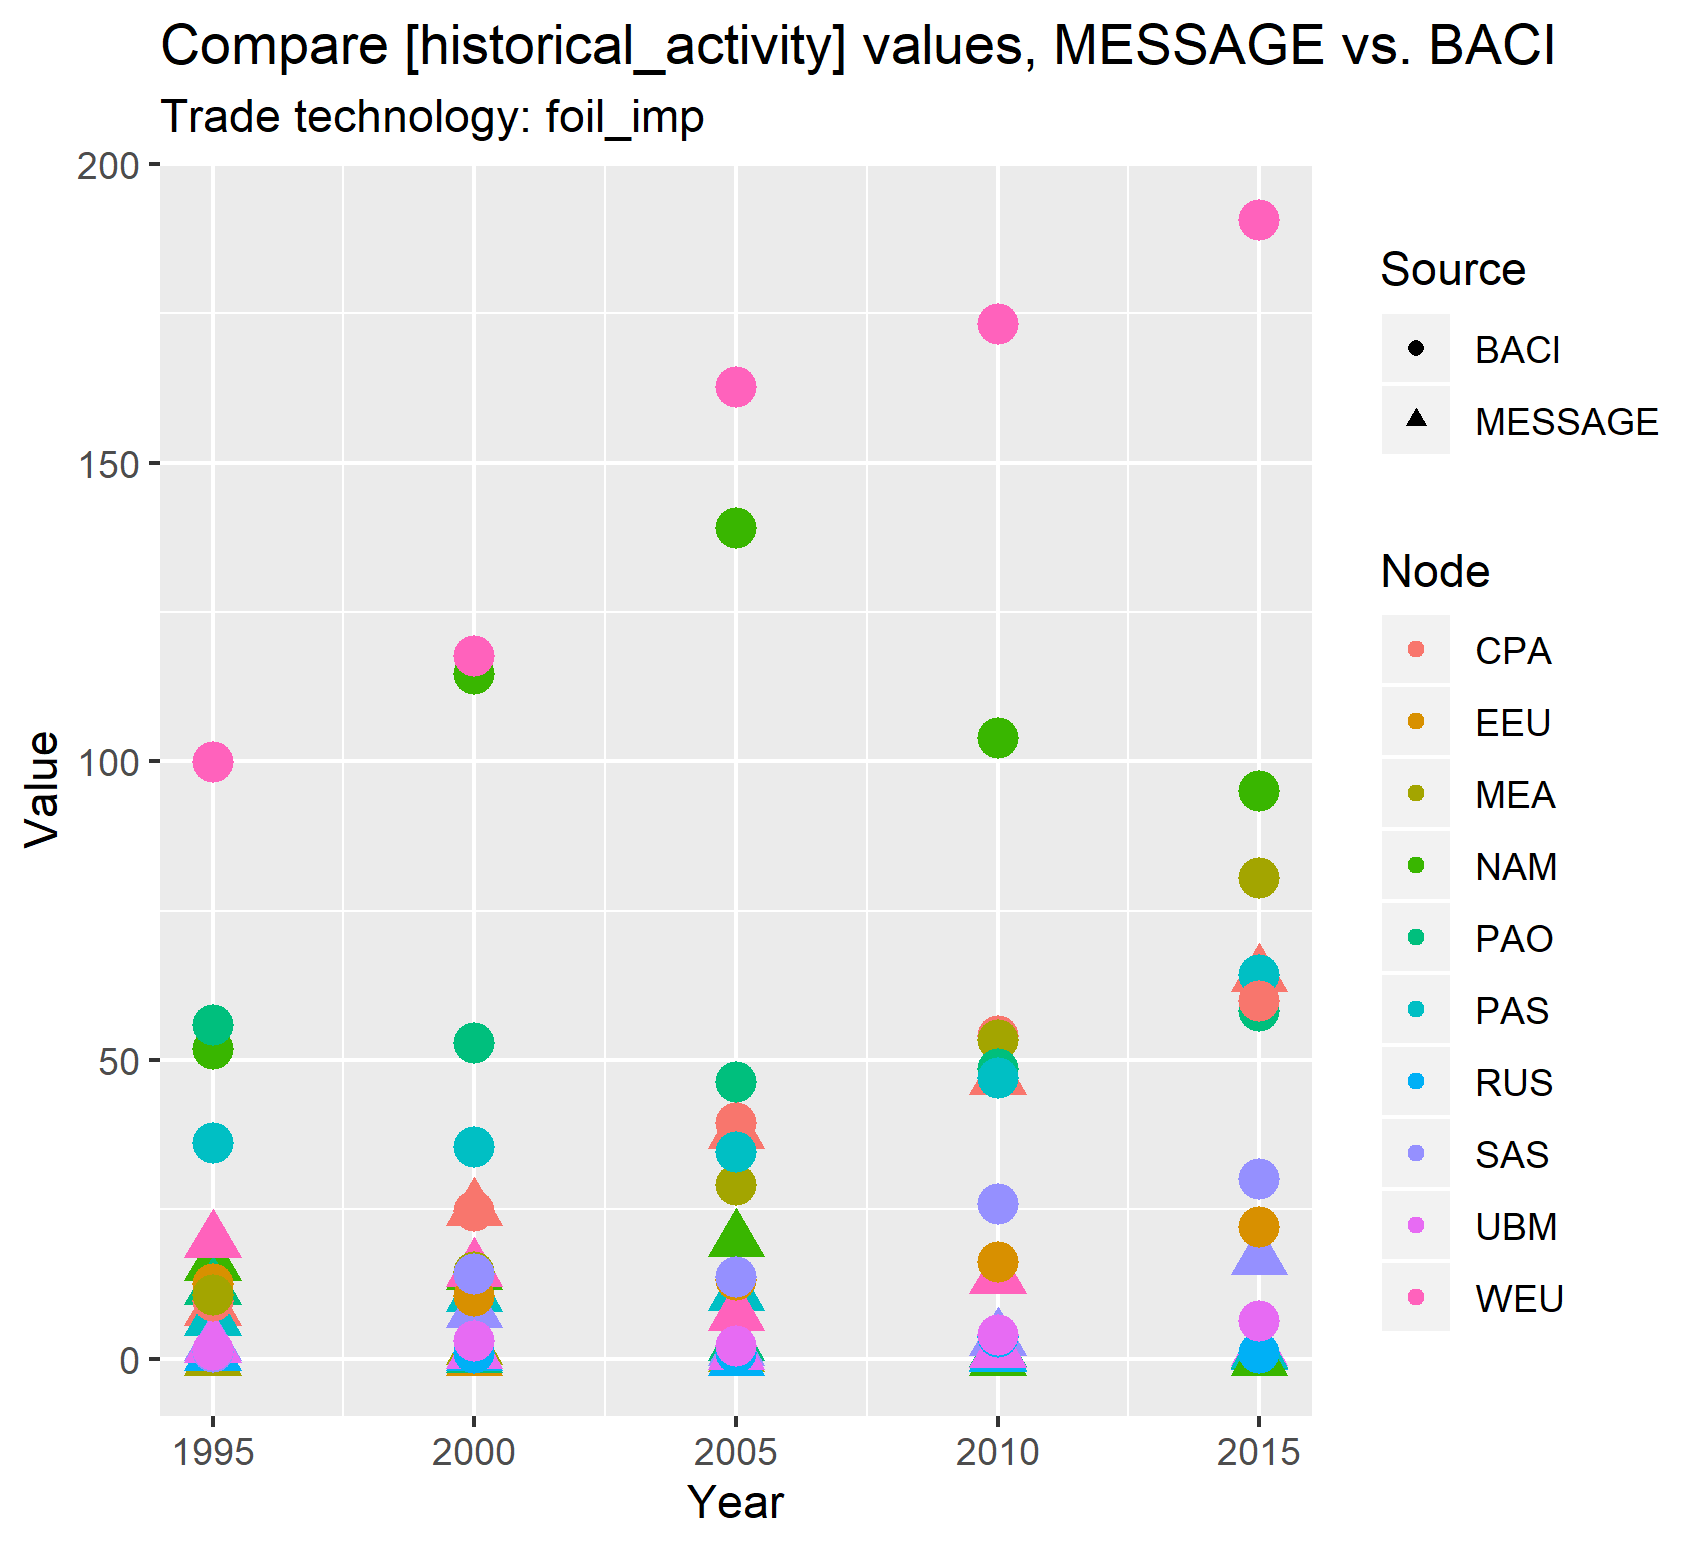 Compare [historical_activity] values, MESSAGE vs. BACI
Trade technology: foil_imp
200
150
100
50
0
Value
1995 2000 2005 2010 2015
Year
Source
BACI
MESSAGE
Node
CPA
EEU
MEA
NAM
PAO
PAS
RUS
SAS
UBM
WEU